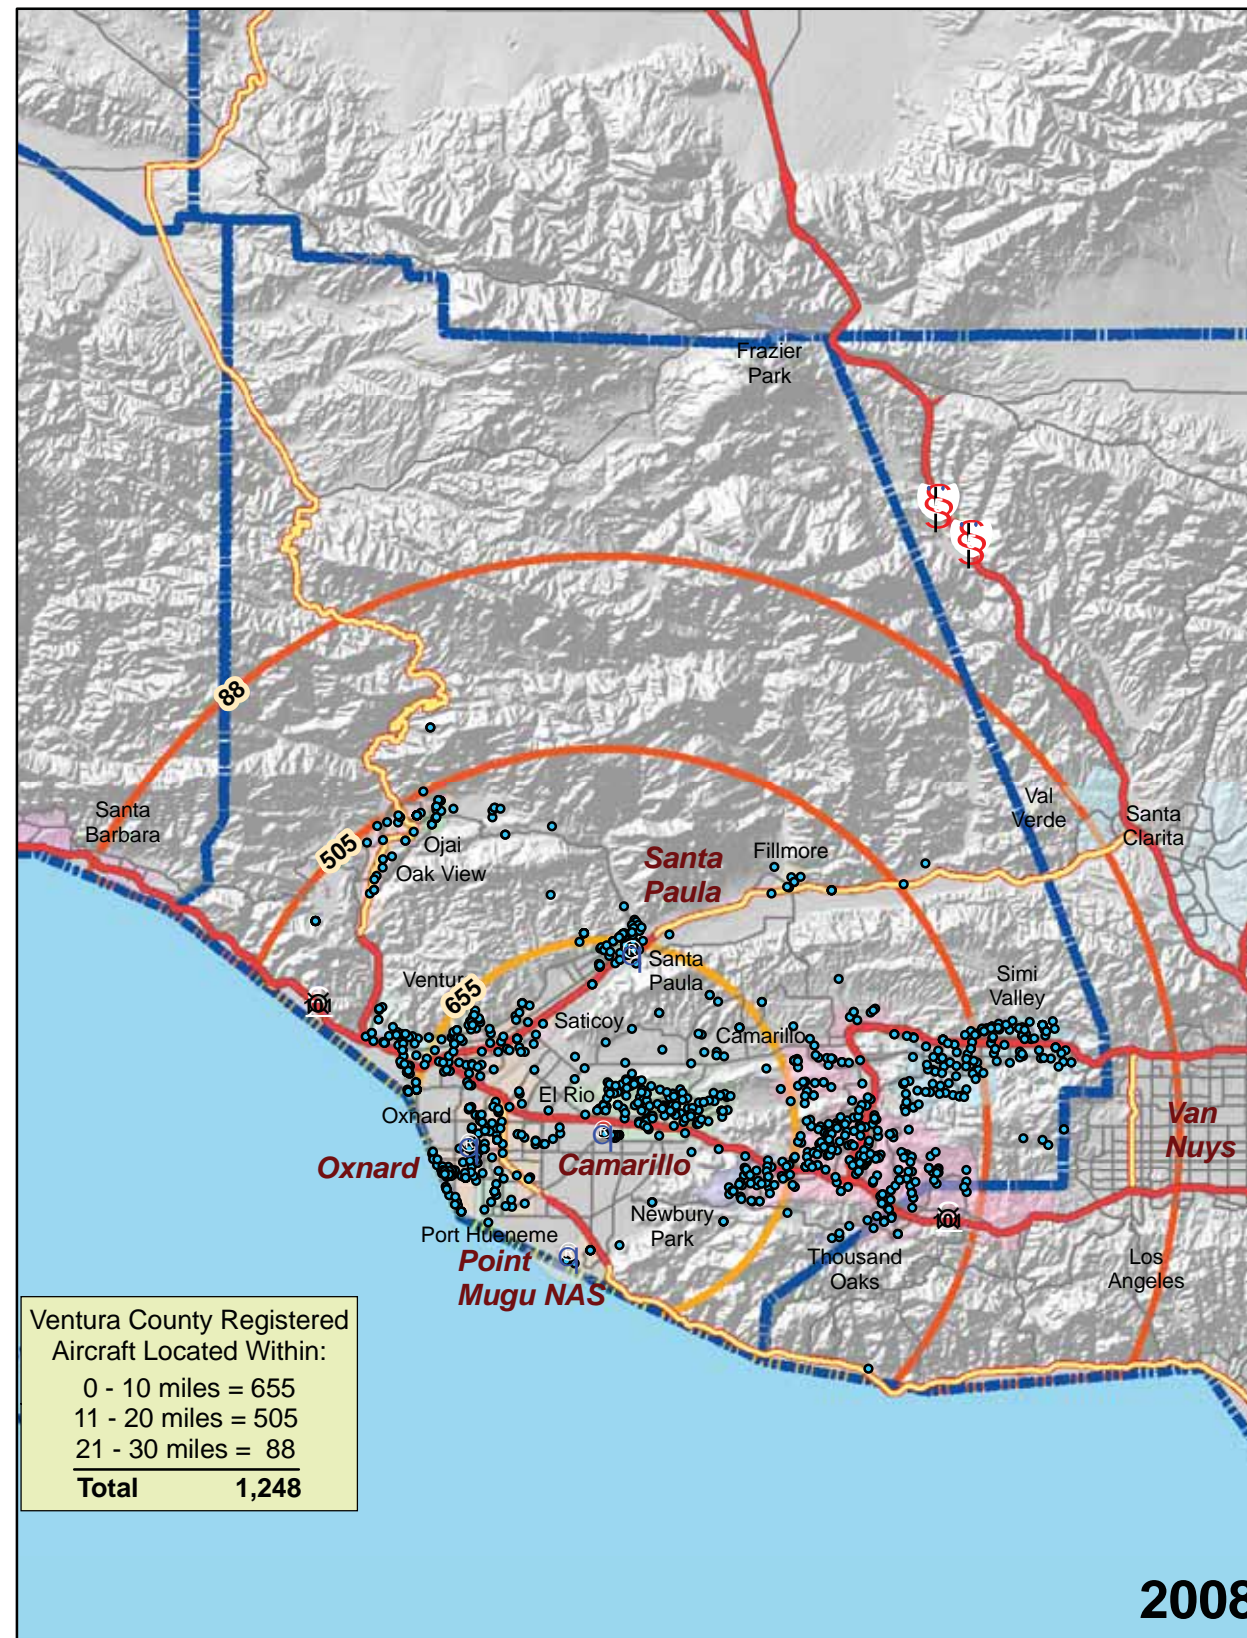 Frazier
Park
88
Santa
Barbara
Val
Verde
Santa
Clarita
505
Ojai
Oak View
Santa
Paula
Fillmore
Santa
Paula
Simi
Valley
Ventura
655
101
Saticoy
Camarillo
El Rio
Oxnard
Oxnard
Camarillo
Van
Nuys
Newbury
Park
101
Port Hueneme
Point
Mugu NAS
Thousand
Oaks
Los
Angeles
Ventura County Registered
Aircraft Located Within:
0 - 10 miles = 655
11 - 20 miles = 505
21 - 30 miles = 88
Total 1,248
2008